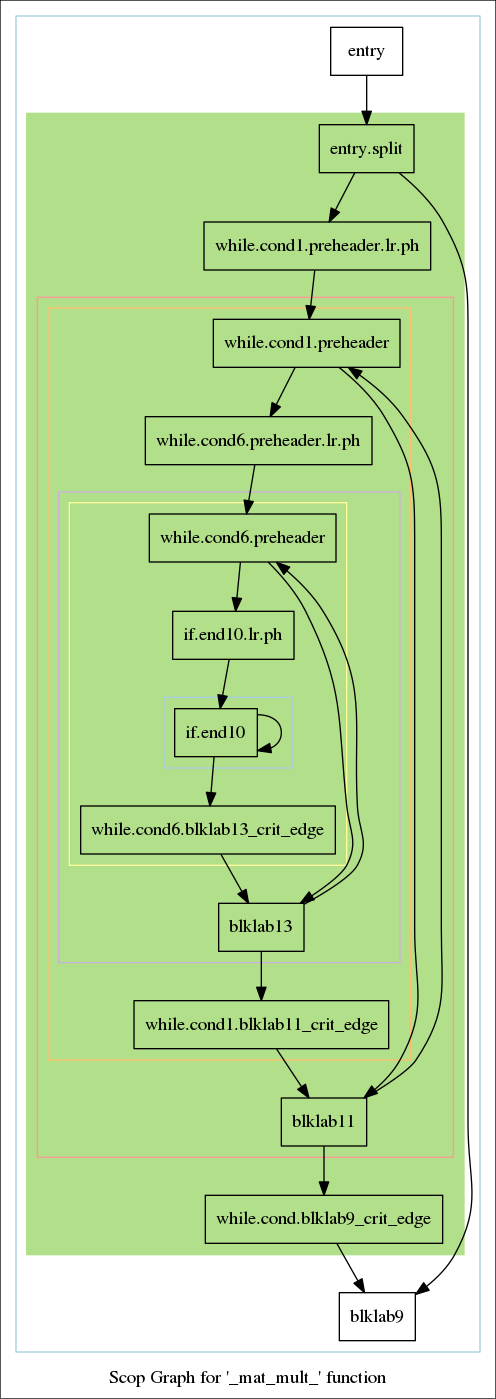 entry
entry.split
while.cond1.preheader.lr.ph
while.cond1.preheader
while.cond6.preheader.lr.ph
while.cond6.preheader
if.end10.lr.ph
if.end10
while.cond6.blklab13_crit_edge
blklab13
while.cond1.blklab11_crit_edge
blklab11
while.cond.blklab9_crit_edge
blklab9
Scop Graph for '_mat_mult_' function